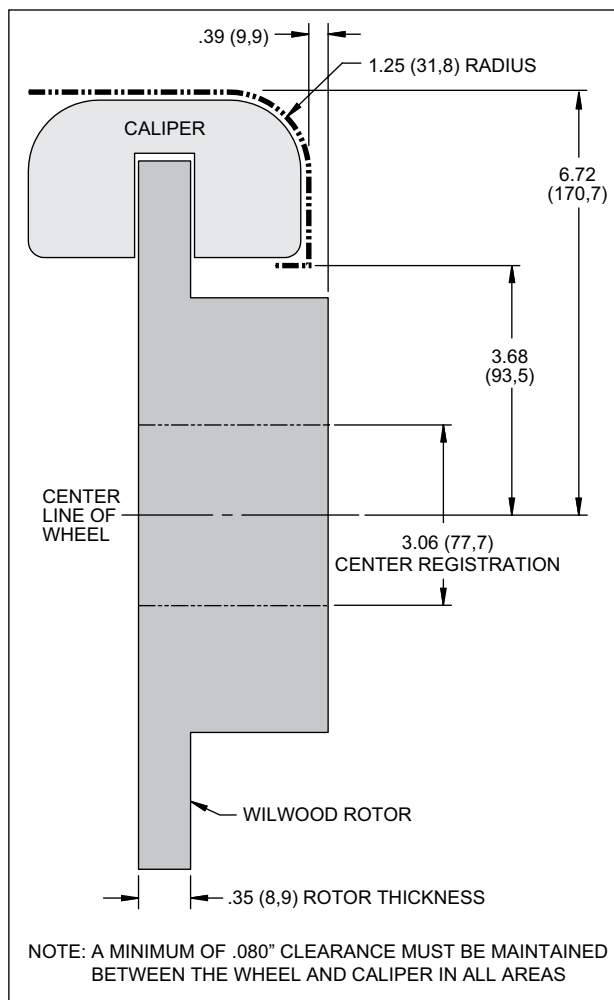 .39 (9,9)
1.25 (31,8) RADIUS
CALIPER
6.72
(170,7)
3.68
(93,5)
CENTER
LINE OF
WHEEL
3.06 (77,7)
CENTER REGISTRATION
WILWOOD ROTOR
.35 (8,9) ROTOR THICKNESS
NOTE: A MINIMUM OF .080” CLEARANCE MUST BE MAINTAINED
BETWEEN THE WHEEL AND CALIPER IN ALL AREAS